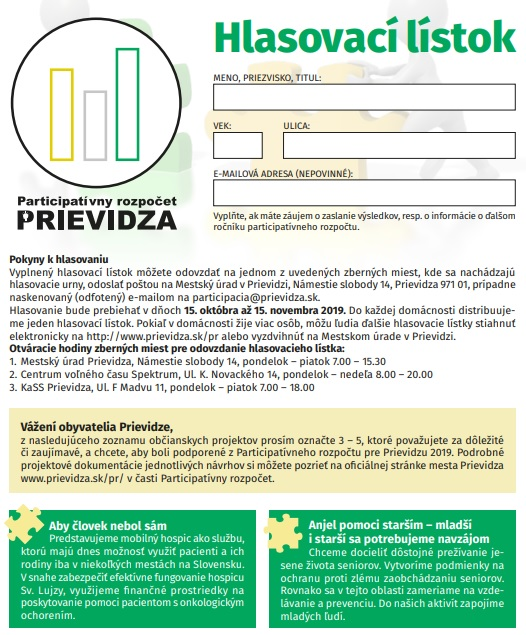 Hlasovací lístok
MENO, PRIEZVISKO, TITUL:
VEK:
ULICA:
E-MAILOVÁ ADRESA (NEPOVINNÉ):
Vyplňte, ak máte záujem o zaslanie výsledkov, resp. o informácie o ďalšom
ročníku participatívneho rozpočtu.
Participatívny rozpočet
PRIEVIDZA
Pokyny k hlasovaniu
Vyplnený hlasovací lístok môžete odovzdať na jednom z uvedených zberných miest, kde sa nachádzajú
hlasovacie urny, odoslať poštou na Mestský úrad v Prievidzi, Námestie slobody 14, Prievidza 971 01, prípadne
naskenovaný (odfotený) e-mailom na participacia@prievidza.sk.
Hlasovanie bude prebiehať v dňoch 15. októbra až 15. novembra 2019. Do každej domácnosti distribuuje-
me jeden hlasovací lístok. Pokiaľ v domácnosti žije viac osôb, môžu ľudia ďalšie hlasovacie lístky stiahnuť
elektronicky na http://www.prievidza.sk/pr alebo vyzdvihnúť na Mestskom úrade v Prievidzi.
Otváracie hodiny zberných miest pre odovzdanie hlasovacieho lístka:
1. Mestský úrad Prievidza, Námestie slobody 14, pondelok – piatok 7.00 – 15.30
2. Centrum voľného času Spektrum, Ul. K. Novackého 14, pondelok – nedeľa 8.00 – 20.00
3. KaSS Prievidza, Ul. F Madvu 11, pondelok – piatok 7.00 – 18.00
Vážení obyvatelia Prievidze,
z nasledujúceho zoznamu občianskych projektov prosím označte 3 – 5, ktoré považujete za dôležité
či zaujímavé, a chcete, aby boli podporené z Participatívneho rozpočtu pre Prievidzu 2019. Podrobné
projektové dokumentácie jednotlivých návrhov si môžete pozrieť na oficiálnej stránke mesta Prievidza
www.prievidza.sk/pr/ v časti Participatívny rozpočet.
Aby človek nebol sám
Predstavujeme mobilný hospic ako službu,
ktorú majú dnes možnosť využiť pacienti a ich
rodiny iba v niekoľkých mestách na Slovensku.
V snahe zabezpečiť efektívne fungovanie hospicu
Sv. Lujzy, využijeme finančné prostriedky na
poskytovanie pomoci pacientom s onkologickým
ochorením.
Anjel pomoci starším – mladší
i starší sa potrebujeme navzájom
Chceme docieliť dôstojné prežívanie je-
sene života seniorov. Vytvoríme podmienky na
ochranu proti zlému zaobchádzaniu seniorov.
Rovnako sa v tejto oblasti zameriame na vzde-
lávanie a prevenciu. Do našich aktivít zapojíme
mladých ľudí.